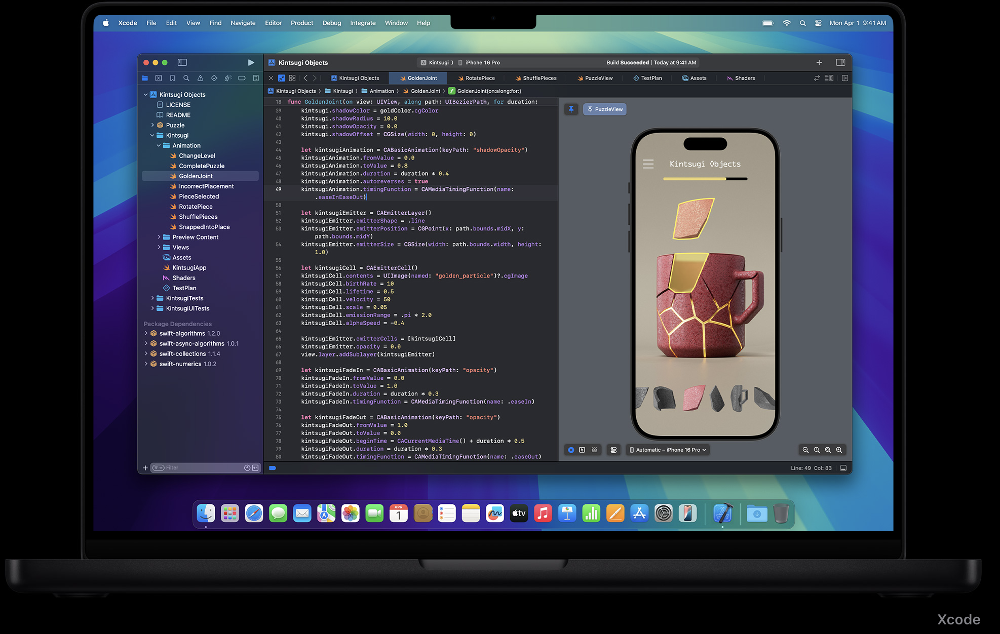 Xcode File Edit View Find Navigate Editor Product Debug Integrate Window Help
Mon Apr 1 9:41 AM
Kintsugi Objects
Kintsugi 〉 iPhone 16 Pro
Build Succeeded | Today at 9:41 AM
Kintsugi Objects GoldenJoint RotatePiece ShufflePieces PuzzleView TestPlan Assets Shaders
Kintsugi Objects 〉 Kintsugi 〉 Animation 〉 GoldenJoint 〉 GoldenJoint(on:along:for:)
Kintsugi Objects
LICENSE
README
Puzzle
Kintsugi
Animation
ChangeLevel
CompletePuzzle
GoldenJoint
IncorrectPlacement
PieceSelected
RotatePiece
ShufflePieces
SnappedIntoPlace
Preview Content
Views
Assets
KintsugiApp
Shaders
TestPlan
KintsugiTests
KintsugiUITests
Package Dependencies
swift-algorithms 1.2.0
swift-async-algorithms 1.0.1
swift-collections 1.1.4
swift-numerics 1.0.2
Filter
18 func GoldenJoint(on view: UIView, along path: UIBezierPath, for duration:
39 kintsugi.shadowColor = goldColor.cgColor
40 kintsugi.shadowRadius = 10.0
41 kintsugi.shadowOpacity = 0.0
42 kintsugi.shadowOffset = CGSize(width: 0, height: 0)
43
44 let kintsugiAnimation = CABasicAnimation(keyPath: "shadowOpacity")
45 kintsugiAnimation.fromValue = 0.0
46 kintsugiAnimation.toValue = 0.8
47 kintsugiAnimation.duration = duration * 0.4
48 kintsugiAnimation.autoreverses = true
49 kintsugiAnimation.timingFunction = CAMediaTimingFunction(name:
.easeInEaseOut)
50
51 let kintsugiEmitter = CAEmitterLayer()
52 kintsugiEmitter.emitterShape = .line
53 kintsugiEmitter.emitterPosition = CGPoint(x: path.bounds.midX, y:
path.bounds.midY)
54 kintsugiEmitter.emitterSize = CGSize(width: path.bounds.width, height:
1.0)
55
56 let kintsugiCell = CAEmitterCell()
57 kintsugiCell.contents = UIImage(named: "golden_particle")?.cgImage
58 kintsugiCell.birthRate = 10
59 kintsugiCell.lifetime = 0.5
60 kintsugiCell.velocity = 50
61 kintsugiCell.scale = 0.05
62 kintsugiCell.emissionRange = .pi * 2.0
63 kintsugiCell.alphaSpeed = -0.4
64
65 kintsugiEmitter.emitterCells = [kintsugiCell]
66 kintsugiEmitter.opacity = 0.0
67 view.layer.addSublayer(kintsugiEmitter)
68
69 let kintsugiFadeIn = CABasicAnimation(keyPath: "opacity")
70 kintsugiFadeIn.fromValue = 0.0
71 kintsugiFadeIn.toValue = 1.0
72 kintsugiFadeIn.duration = duration * 0.3
73 kintsugiFadeIn.timingFunction = CAMediaTimingFunction(name: .easeIn)
74
75 let kintsugiFadeOut = CABasicAnimation(keyPath: "opacity")
76 kintsugiFadeOut.fromValue = 1.0
77 kintsugiFadeOut.toValue = 0.0
78 kintsugiFadeOut.beginTime = CACurrentMediaTime() + duration * 0.5
79 kintsugiFadeOut.duration = duration * 0.3
80 kintsugiFadeOut.timingFunction = CAMediaTimingFunction(name: .easeOut)
PuzzleView
Kintsugi Objects
Automatic – iPhone 16 Pro
Line: 49 Col: 83
APR
1
tv
Xcode